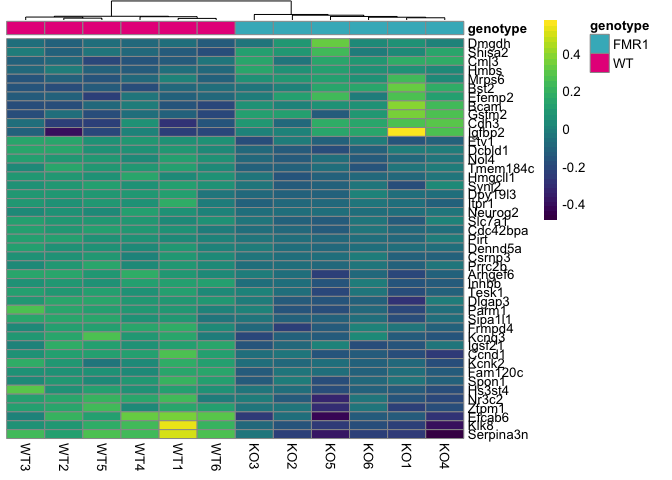 genotype
genotype
FMR1
WT
0.4
0.2
0
-0.2
-0.4
Dmgdh
Shisa2
Cml3
Hmbs
Mrps6
Bst2
Efemp2
Bcam
Gstm2
Cdh3
Igfbp2
Etv1
Dcbld1
Nol4
Tmem184c
Hmgcll1
Synj2
Dpy19l3
Itpr1
Neurog2
Slc7a1
Cdc42bpa
Pirt
Dennd5a
Csrnp3
Prrc2b
Arhgef6
Inhbb
Tesk1
Dlgap3
Parm1
Sipa1l1
Frmpd4
Kcnq3
Igsf21
Ccnd1
Kcnk2
Fam120c
Spon1
Hs3st4
Nr3c2
Zfpm1
Efcab6
Klk8
Serpina3n
WT3
WT2
WT5
WT4
WT1
WT6
KO3
KO2
KO5
KO6
KO1
KO4